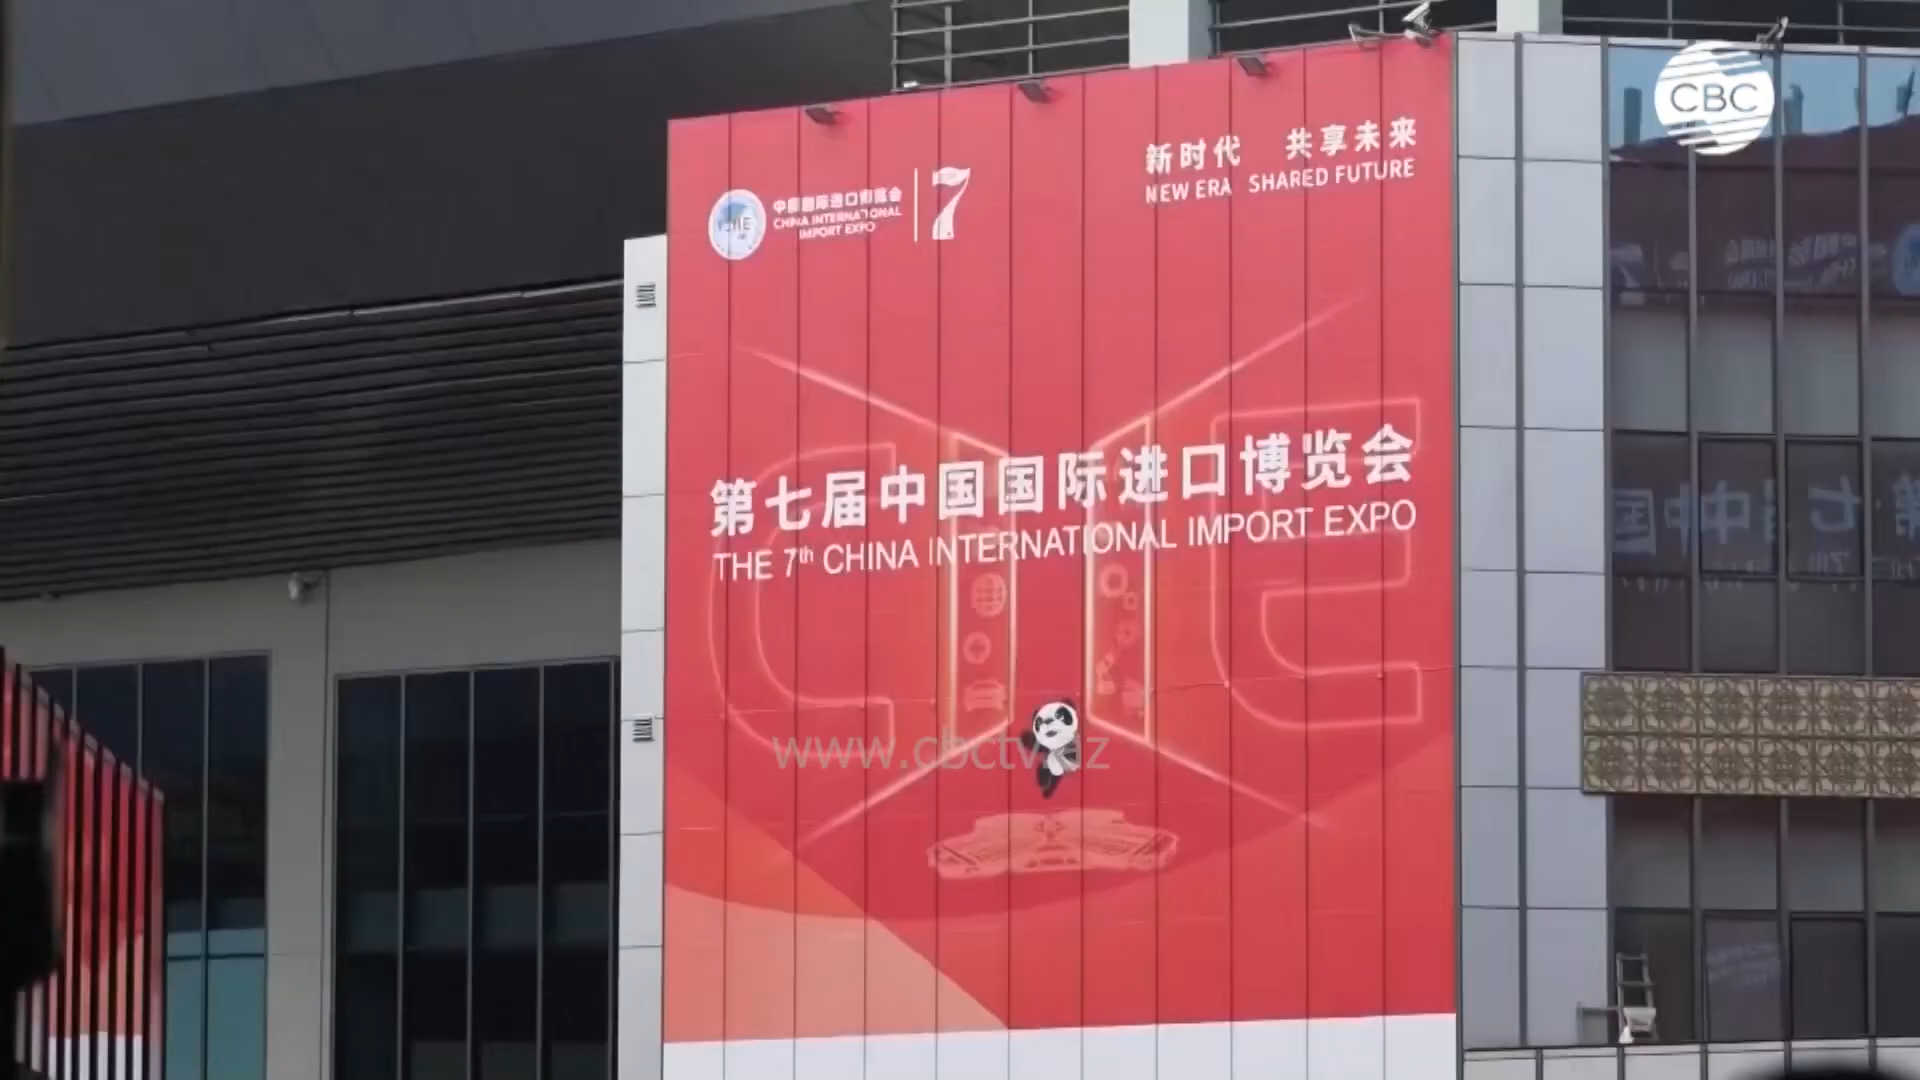 CBC
新时代 共享未来
NEW ERA SHARED FUTURE
中国国际进口博览会
CHINA INTERNATIONAL
IMPORT EXPO
7
CIIE
第七届中国国际进口博览会
THE 7th CHINA INTERNATIONAL IMPORT EXPO
www.cbctv.az